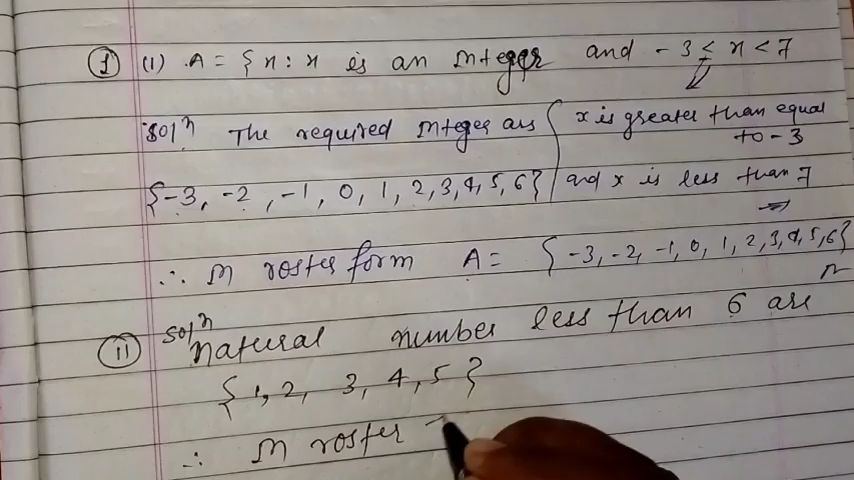 ① (i) A = { x : x is an integer and - 3 ≤ x < 7
Solⁿ The required integer are { x is greater than equal
to - 3
{-3, -2, -1, 0, 1, 2, 3, 4, 5, 6} and x is less than 7
∴ In roster form A = {-3, -2, -1, 0, 1, 2, 3, 4, 5, 6}
(ii) Solⁿ Natural number less than 6 are
{1, 2, 3, 4, 5}
∴ In roster